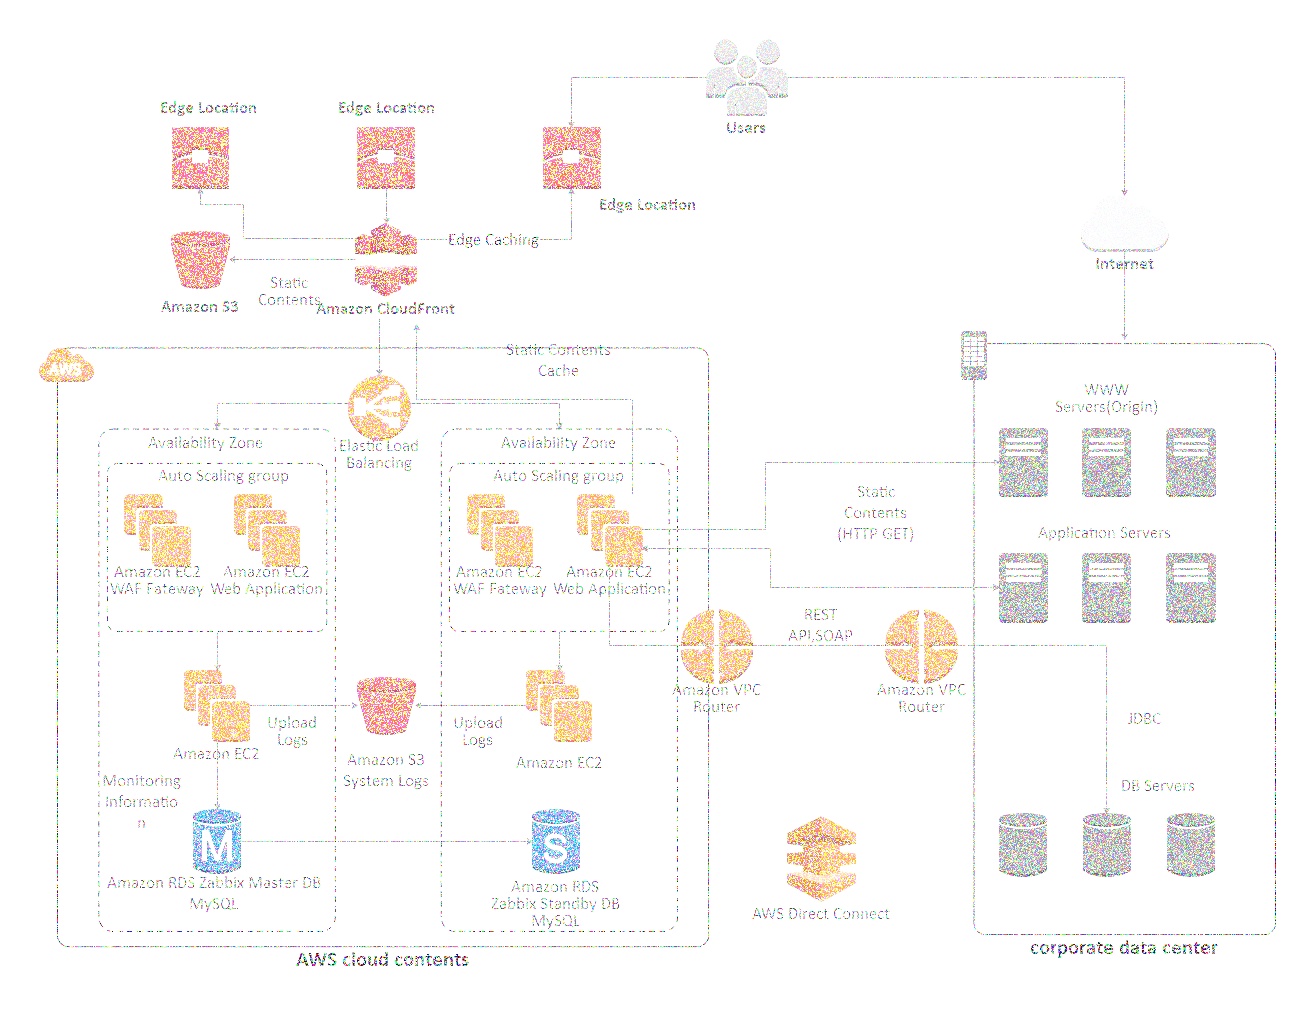 Users
Edge Location
Edge Location
Edge Location
Edge Caching
Internet
Static
Contents
Amazon S3
Amazon CloudFront
AWS
Static Contents
Cache
WWW
Servers(Origin)
Elastic Load
Balancing
Availability Zone
Availability Zone
Auto Scaling group
Auto Scaling group
Static
Contents
(HTTP GET)
Application Servers
Amazon EC2
WAF Fateway
Amazon EC2
Web Application
Amazon EC2
WAF Fateway
Amazon EC2
Web Application
REST
API,SOAP
Amazon VPC
Router
Amazon VPC
Router
JDBC
Upload
Logs
Upload
Logs
Amazon EC2
Amazon S3
System Logs
Amazon EC2
Monitoring
Informatio
n
DB Servers
M
S
Amazon RDS Zabbix Master DB
MySQL
Amazon RDS
Zabbix Standby DB
MySQL
AWS Direct Connect
AWS cloud contents
corporate data center